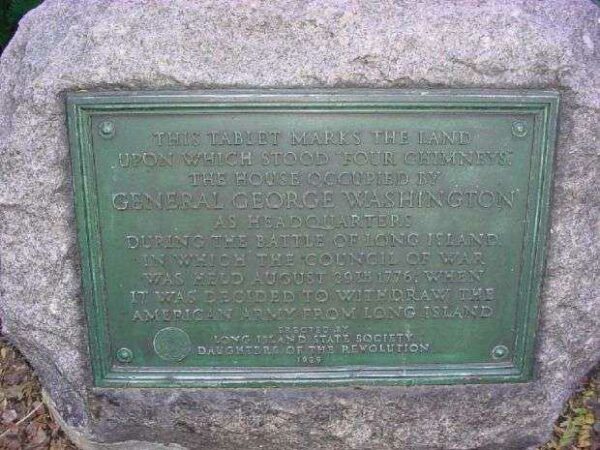 THIS TABLET MARKS THE LAND
UPON WHICH STOOD "FOUR CHIMNEYS,"
THE HOUSE OCCUPIED BY
GENERAL GEORGE WASHINGTON
AS HEADQUARTERS
DURING THE BATTLE OF LONG ISLAND,
IN WHICH THE COUNCIL OF WAR
WAS HELD AUGUST 29TH 1776, WHEN
IT WAS DECIDED TO WITHDRAW THE
AMERICAN ARMY FROM LONG ISLAND
ERECTED BY
LONG ISLAND STATE SOCIETY
DAUGHTERS OF THE REVOLUTION
1929